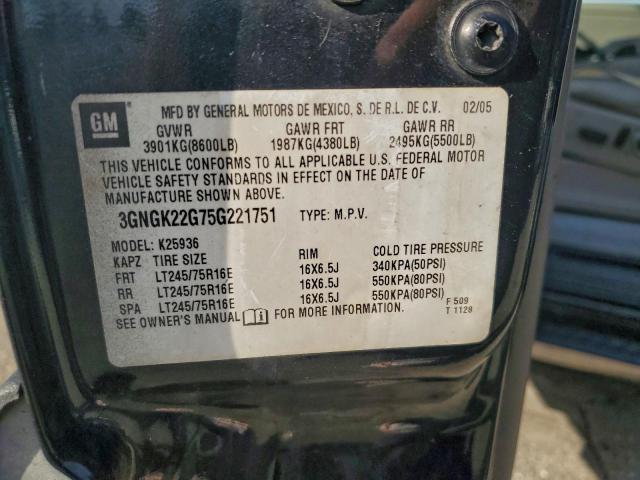 GM MFD BY GENERAL MOTORS DE MEXICO, S. DE R.L. DE C.V. 02/05
GVWR GAWR FRT GAWR RR
3901KG(8600LB) 1987KG(4380LB) 2495KG(5500LB)
THIS VEHICLE CONFORMS TO ALL APPLICABLE U.S. FEDERAL MOTOR
VEHICLE SAFETY STANDARDS IN EFFECT ON THE DATE OF
MANUFACTURE SHOWN ABOVE.
3GNGK22G75G221751 TYPE: M.P.V.
MODEL: K25936
KAPZ TIRE SIZE RIM COLD TIRE PRESSURE
FRT LT245/75R16E 16X6.5J 340KPA(50PSI)
RR LT245/75R16E 16X6.5J 550KPA(80PSI)
SPA LT245/75R16E 16X6.5J 550KPA(80PSI)
SEE OWNER'S MANUAL FOR MORE INFORMATION.
F 509
T 1128